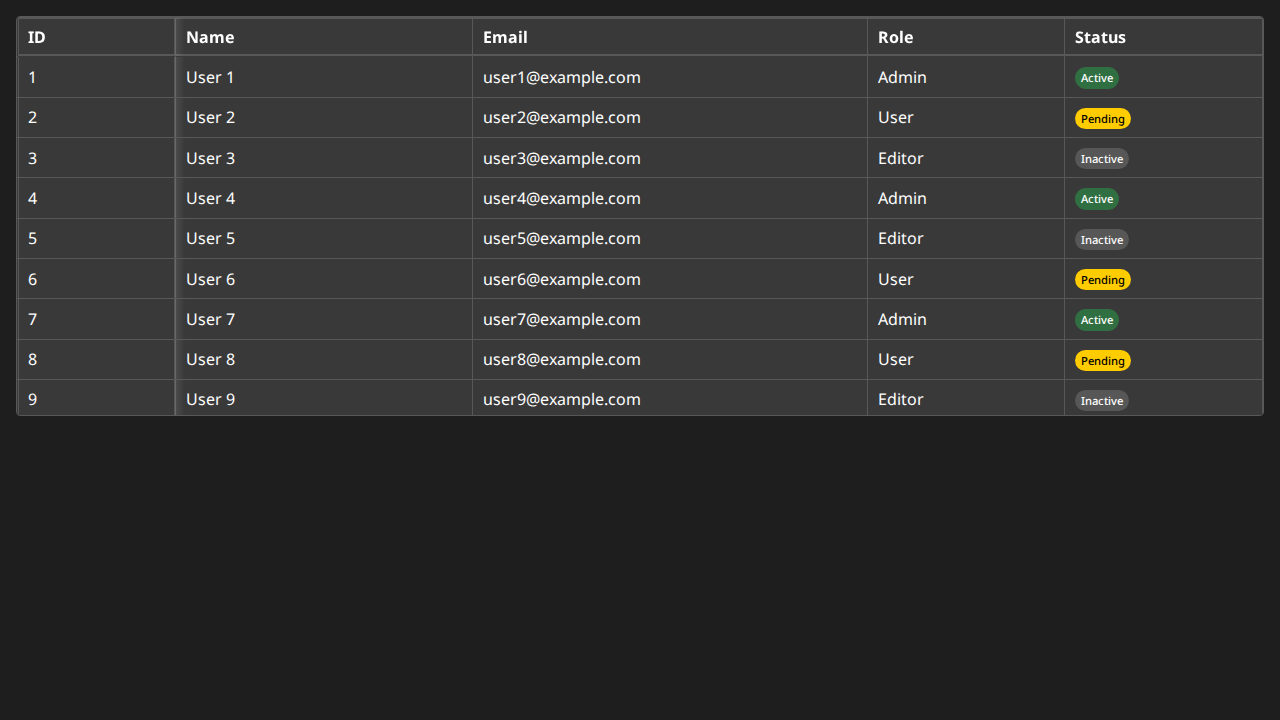 ID Name Email Role Status
1 User 1 user1@example.com Admin Active
2 User 2 user2@example.com User Pending
3 User 3 user3@example.com Editor Inactive
4 User 4 user4@example.com Admin Active
5 User 5 user5@example.com Editor Inactive
6 User 6 user6@example.com User Pending
7 User 7 user7@example.com Admin Active
8 User 8 user8@example.com User Pending
9 User 9 user9@example.com Editor Inactive